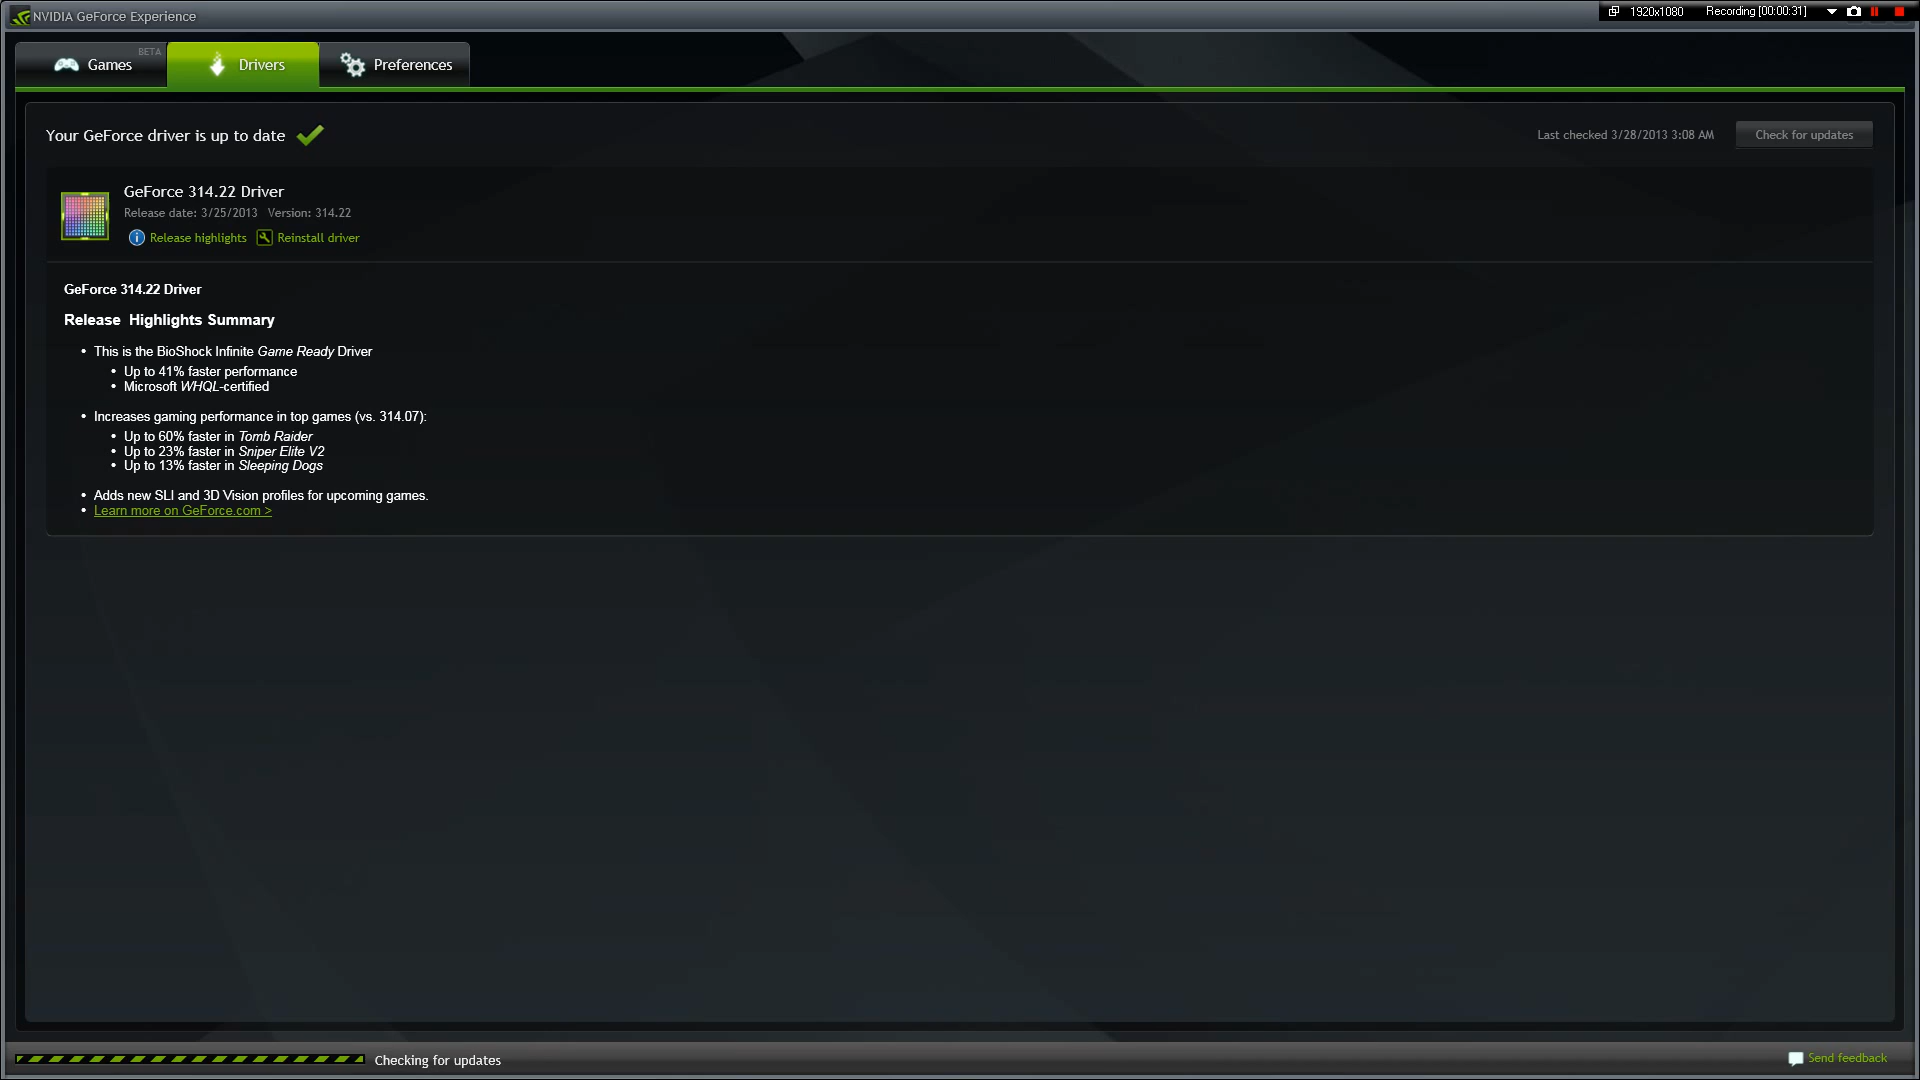 NVIDIA GeForce Experience
1920x1080 Recording [00:00:31]
Games BETA
Drivers
Preferences
Your GeForce driver is up to date
Last checked 3/28/2013 3:08 AM
Check for updates
GeForce 314.22 Driver
Release date: 3/25/2013 Version: 314.22
Release highlights Reinstall driver
GeForce 314.22 Driver
Release Highlights Summary
• This is the BioShock Infinite Game Ready Driver
• Up to 41% faster performance
• Microsoft WHQL-certified
• Increases gaming performance in top games (vs. 314.07):
• Up to 60% faster in Tomb Raider
• Up to 23% faster in Sniper Elite V2
• Up to 13% faster in Sleeping Dogs
• Adds new SLI and 3D Vision profiles for upcoming games.
• Learn more on GeForce.com >
Checking for updates
Send feedback